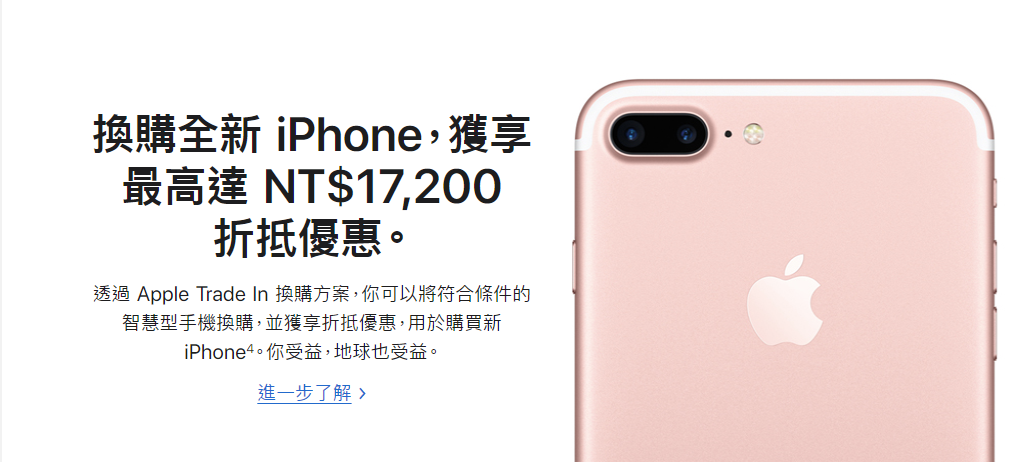 換購全新 iPhone，獲享
最高達 NT$17,200
折抵優惠。
透過 Apple Trade In 換購方案，你可以將符合條件的
智慧型手機換購，並獲享折抵優惠，用於購買新
iPhone⁴。你受益，地球也受益。
進一步了解 >